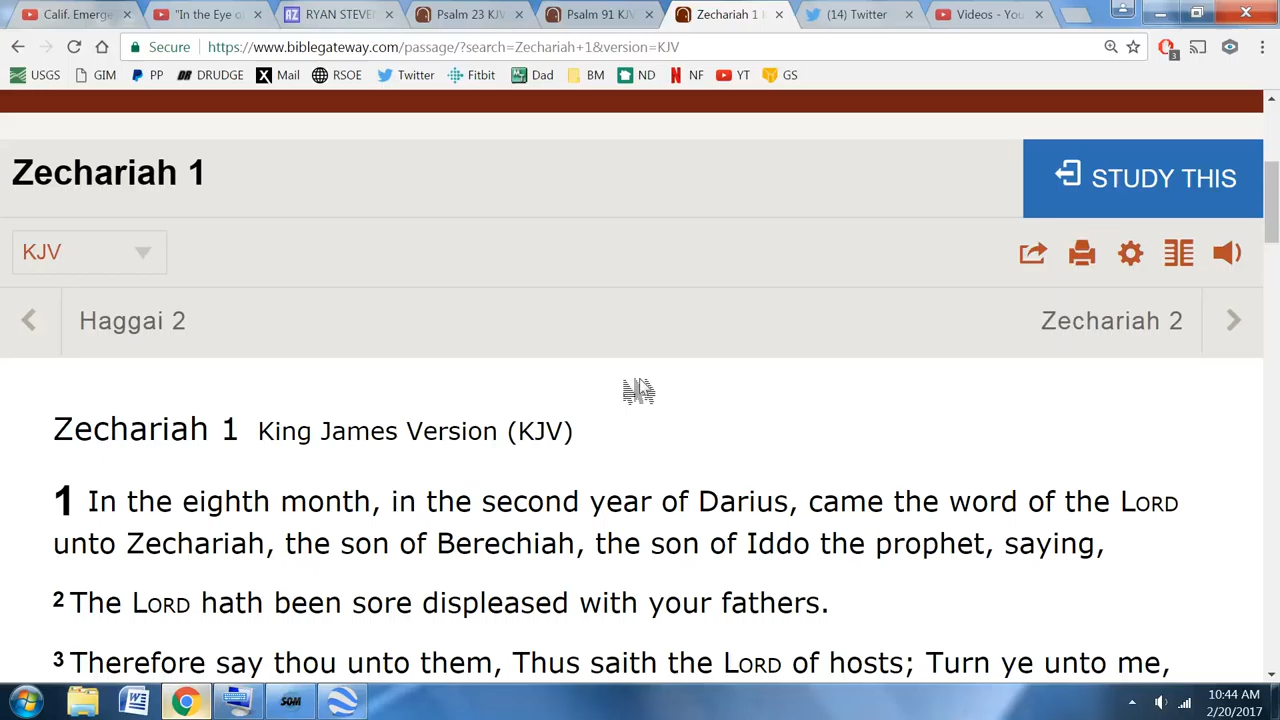 Calif. Emerge
"In the Eye o
RYAN STEVE
Psalm 23 KJV
Psalm 91 KJV
Zechariah 1
(14) Twitter
Videos - You
Secure https://www.biblegateway.com/passage/?search=Zechariah+1&version=KJV
3
USGS GIM PP DRUDGE Mail RSOE Twitter Fitbit Dad BM ND NF YT GS
Zechariah 1
STUDY THIS
KJV
Haggai 2
Zechariah 2
Zechariah 1 King James Version (KJV)
1 In the eighth month, in the second year of Darius, came the word of the LORD
unto Zechariah, the son of Berechiah, the son of Iddo the prophet, saying,
2 The LORD hath been sore displeased with your fathers.
3 Therefore say thou unto them, Thus saith the LORD of hosts; Turn ye unto me,
SOM
10:44 AM
2/20/2017